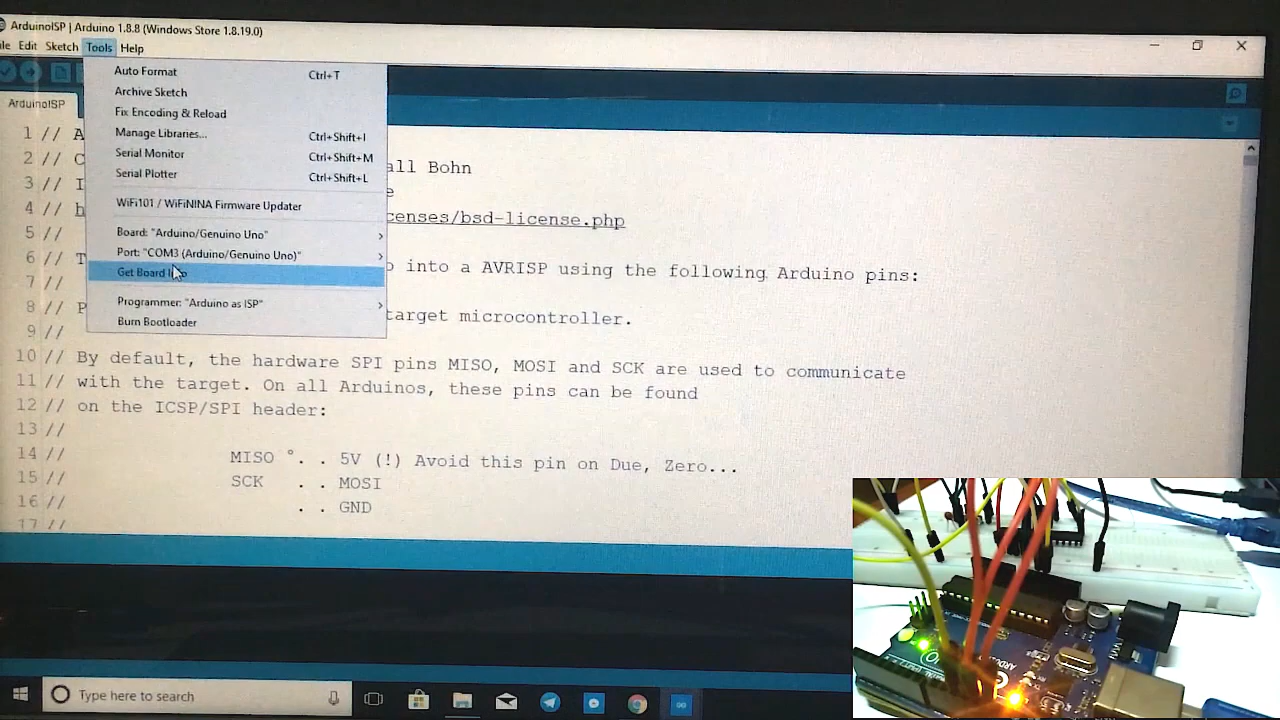 ArduinoISP | Arduino 1.8.8 (Windows Store 1.8.19.0)
Edit Sketch Tools Help
ArduinoISP
Auto Format Ctrl+T
Archive Sketch
Fix Encoding & Reload
Manage Libraries... Ctrl+Shift+I
Serial Monitor Ctrl+Shift+M
Serial Plotter Ctrl+Shift+L
WiFi101 / WiFiNINA Firmware Updater
Board: "Arduino/Genuino Uno"
Port: "COM3 (Arduino/Genuino Uno)"
Get Board
Programmer: "Arduino as ISP"
Burn Bootloader
1 // A
2 // C all Bohn
3 // I e
4 // h censes/bsd-license.php
5 //
6 // T o into a AVRISP using the following Arduino pins:
7 //
8 // P target microcontroller.
9 //
10 // By default, the hardware SPI pins MISO, MOSI and SCK are used to communicate
11 // with the target. On all Arduinos, these pins can be found
12 // on the ICSP/SPI header:
13 //
14 // MISO °. . 5V (!) Avoid this pin on Due, Zero...
15 // SCK . . MOSI
16 // . . GND
17 //
Type here to search